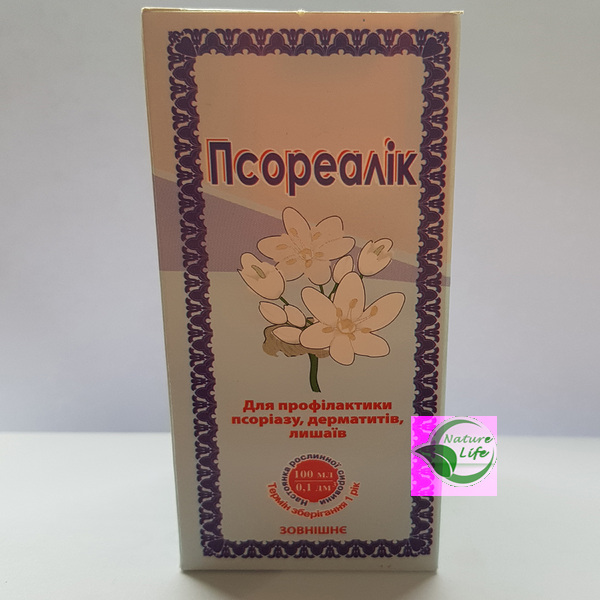 Псореалік
Для профілактики
псоріазу, дерматитів,
лишаїв
Настоянка рослинної сировини
100 мл
0,1 дм³
Термін зберігання 1 рік
ЗОВНІШНЄ
Nature
Life